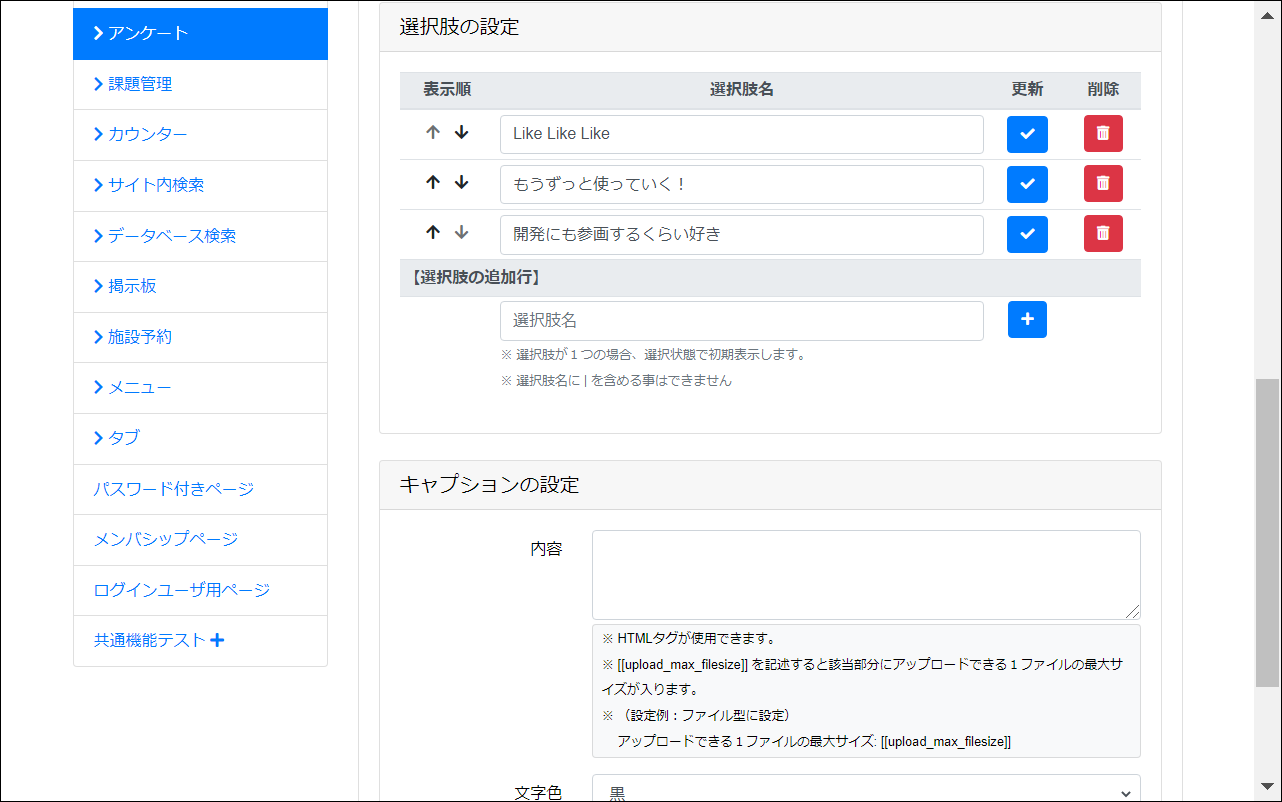 アンケート
課題管理
カウンター
サイト内検索
データベース検索
掲示板
施設予約
メニュー
タブ
パスワード付きページ
メンバシップページ
ログインユーザ用ページ
共通機能テスト
選択肢の設定
表示順 選択肢名 更新 削除
Like Like Like
もうずっと使っていく！
開発にも参画するくらい好き
【選択肢の追加行】
選択肢名
※ 選択肢が１つの場合、選択状態で初期表示します。
※ 選択肢名に | を含める事はできません
キャプションの設定
内容
※ HTMLタグが使用できます。
※ [[upload_max_filesize]] を記述すると該当部分にアップロードできる１ファイルの最大サ
イズが入ります。
※ （設定例：ファイル型に設定）
アップロードできる１ファイルの最大サイズ: [[upload_max_filesize]]
文字色 黒